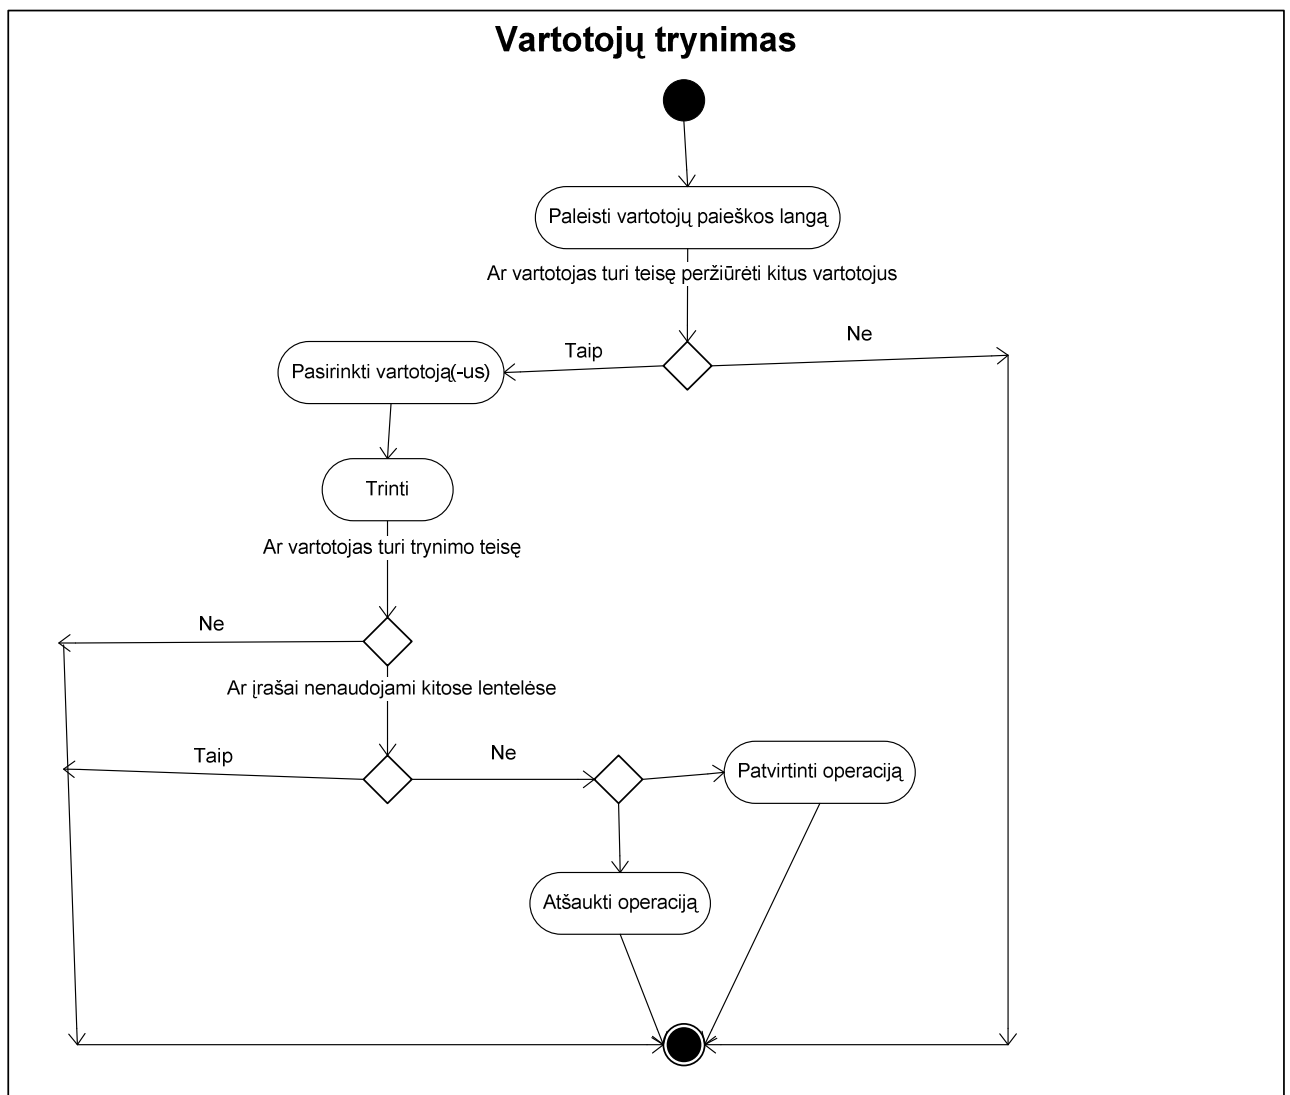 Vartotojų trynimas
Paleisti vartotojų paieškos langą
Ar vartotojas turi teisę peržiūrėti kitus vartotojus
Ne
Taip
Pasirinkti vartotoją(-us)
Trinti
Ar vartotojas turi trynimo teisę
Ne
Ar įrašai nenaudojami kitose lentelėse
Taip
Ne
Patvirtinti operaciją
Atšaukti operaciją